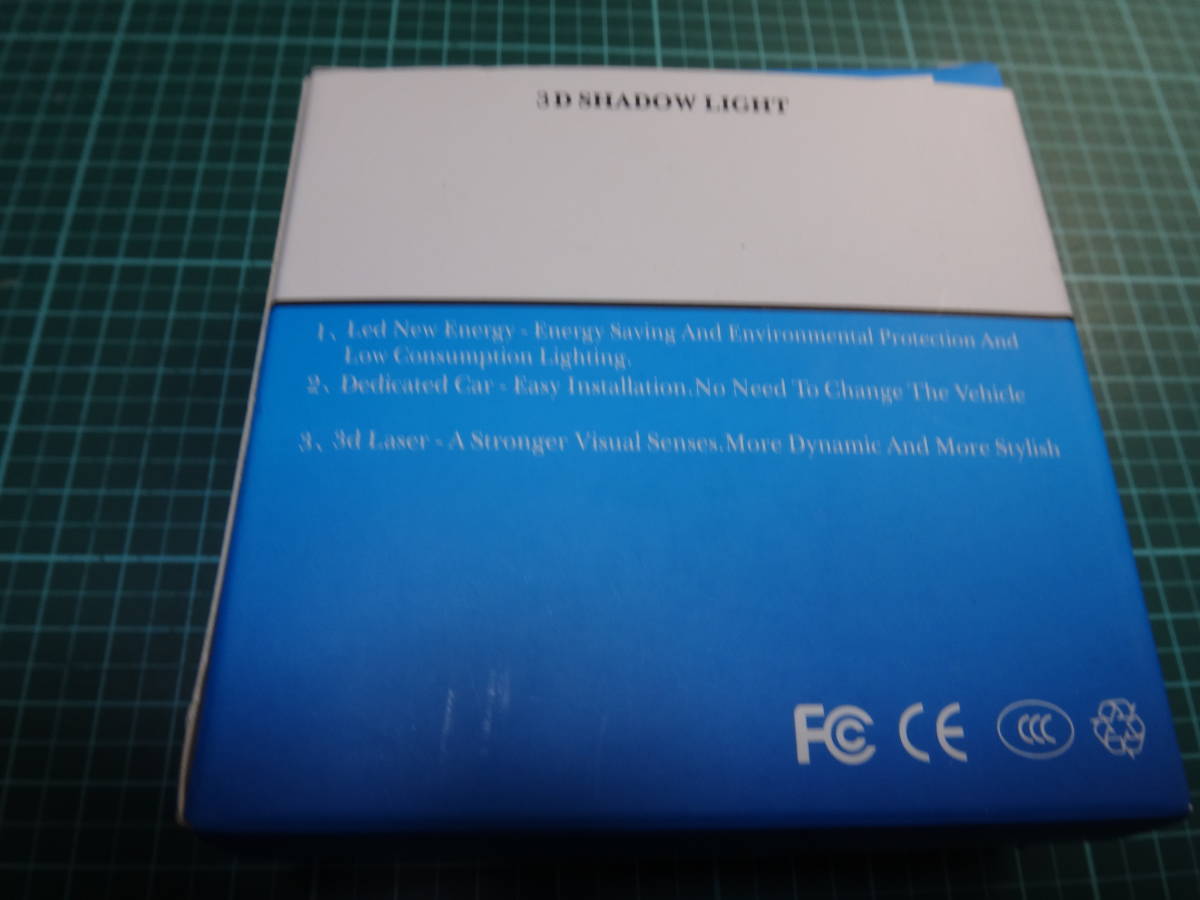 3D SHADOW LIGHT
1、Led New Energy - Energy Saving And Environmental Protection And
Low Consumption Lighting.
2、Dedicated Car - Easy Installation.No Need To Change The Vehicle
3、3d Laser - A Stronger Visual Senses.More Dynamic And More Stylish
FC CE CCC